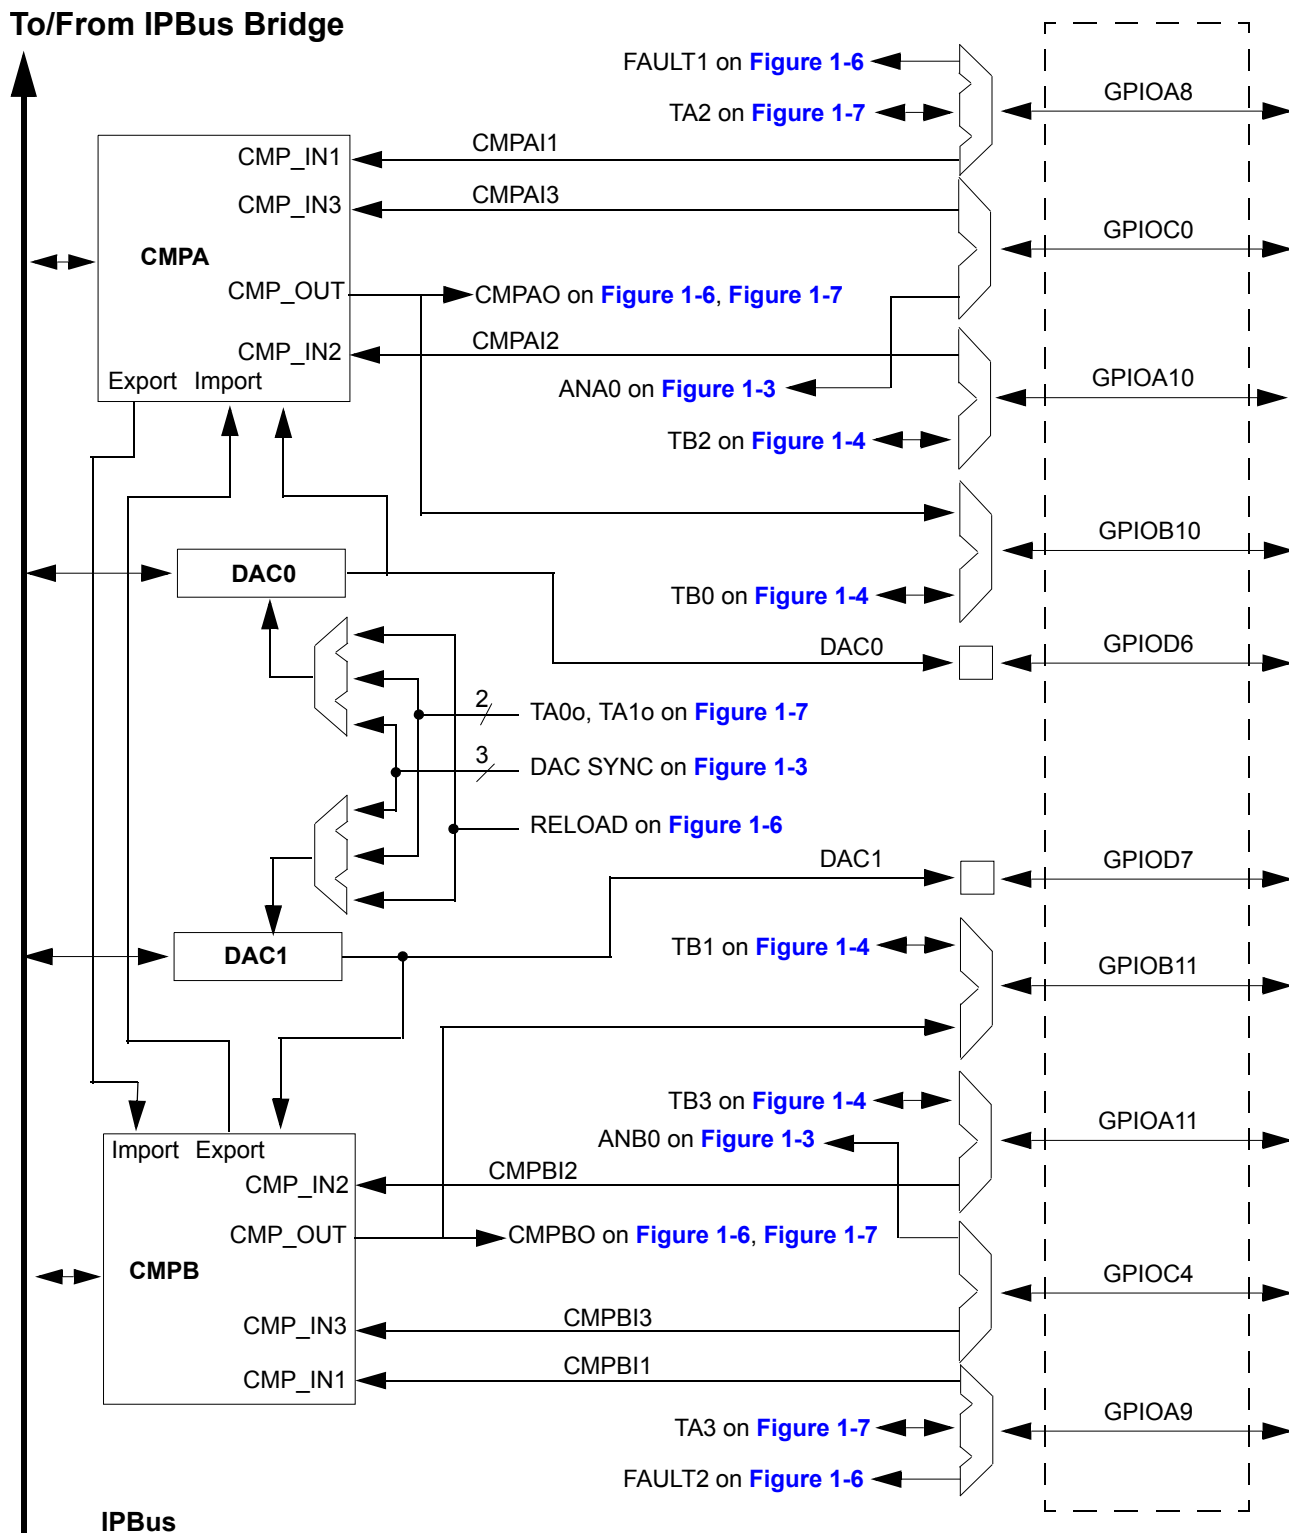 To/From IPBus Bridge
FAULT1 on Figure 1-6
GPIOA8
TA2 on Figure 1-7
CMPAI1
CMP_IN1
CMPAI3
CMP_IN3
GPIOC0
CMPA
CMP_OUT
CMPAO on Figure 1-6, Figure 1-7
CMPAI2
CMP_IN2
Export Import
ANA0 on Figure 1-3
GPIOA10
TB2 on Figure 1-4
GPIOB10
DAC0
TB0 on Figure 1-4
DAC0
GPIOD6
2
TA0o, TA1o on Figure 1-7
3
DAC SYNC on Figure 1-3
RELOAD on Figure 1-6
DAC1
GPIOD7
TB1 on Figure 1-4
DAC1
GPIOB11
TB3 on Figure 1-4
GPIOA11
ANB0 on Figure 1-3
Import Export
CMPBI2
CMP_IN2
CMP_OUT
CMPBO on Figure 1-6, Figure 1-7
CMPB
GPIOC4
CMPBI3
CMP_IN3
CMPBI1
CMP_IN1
GPIOA9
TA3 on Figure 1-7
FAULT2 on Figure 1-6
IPBus